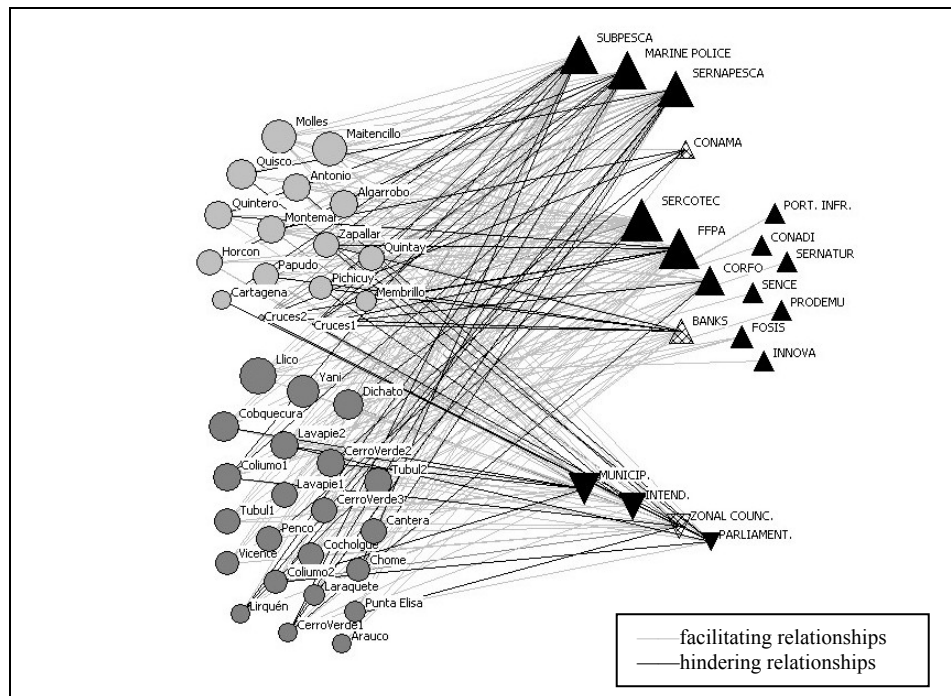 SUBPESCA
MARINE POLICE
SERNAPESCA
Molles
Maitencillo
CONAMA
Quisco
Antonio
Algarrobo
SERCOTEC
PORT. INFR.
Quintero
Montemar
FFPA
Zapallar
CONADI
Quintay
SERNATUR
Horcon
CORFO
Papudo
Pichicuy
SENCE
Cartagena
Membrillo
PRODEMU
Cruces2
Cruces1
BANKS
FOSIS
INNOVA
Llico
Yani
Dichato
Cobquecura
Lavapie2
CerroVerde2
Coliumo1
Tubul2
MUNICIP.
Lavapie1
INTEND.
CerroVerde3
Tubul1
ZONAL COUNC.
Penco
Cantera
PARLIAMENT.
Vicente
Cocholgue
Chome
Coliumo2
Laraquete
Lirquén
Punta Elisa
CerroVerde1
Arauco
facilitating relationships
hindering relationships